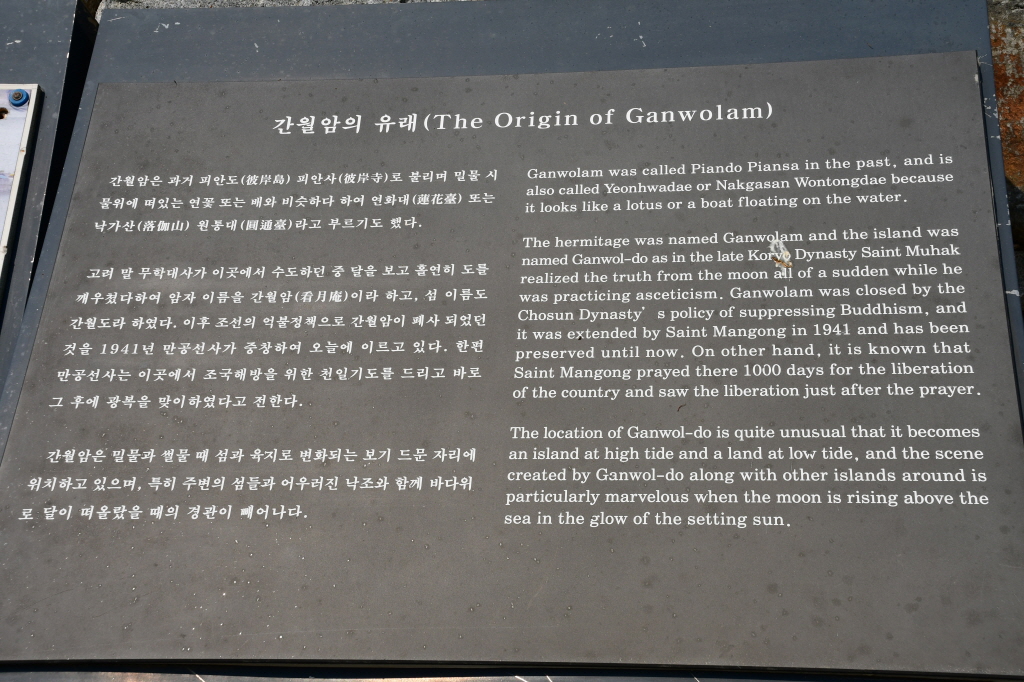 간월암의 유래(The Origin of Ganwolam)
간월암은 과거 피안도(彼岸島) 피안사(彼岸寺)로 불리며 밀물 시
물위에 떠있는 연꽃 또는 배와 비슷하다 하여 연화대(蓮花臺) 또는
낙가산(落伽山) 원통대(圓通臺)라고 부르기도 했다.
고려 말 무학대사가 이곳에서 수도하던 중 달을 보고 홀연히 도를
깨우쳤다하여 암자 이름을 간월암(看月庵)이라 하고, 섬 이름도
간월도라 하였다. 이후 조선의 억불정책으로 간월암이 폐사 되었던
것을 1941년 만공선사가 중창하여 오늘에 이르고 있다. 한편
만공선사는 이곳에서 조국해방을 위한 천일기도를 드리고 바로
그 후에 광복을 맞이하였다고 전한다.
간월암은 밀물과 썰물 때 섬과 육지로 변화되는 보기 드문 자리에
위치하고 있으며, 특히 주변의 섬들과 어우러진 낙조와 함께 바다위
로 달이 떠올랐을 때의 경관이 빼어나다.
Ganwolam was called Piando Piansa in the past, and is
also called Yeonhwadae or Nakgasan Wontongdae because
it looks like a lotus or a boat floating on the water.
The hermitage was named Ganwolam and the island was
named Ganwol-do as in the late Koryo Dynasty Saint Muhak
realized the truth from the moon all of a sudden while he
was practicing asceticism. Ganwolam was closed by the
Chosun Dynasty’s policy of suppressing Buddhism, and
it was extended by Saint Mangong in 1941 and has been
preserved until now. On other hand, it is known that
Saint Mangong prayed there 1000 days for the liberation
of the country and saw the liberation just after the prayer.
The location of Ganwol-do is quite unusual that it becomes
an island at high tide and a land at low tide, and the scene
created by Ganwol-do along with other islands around is
particularly marvelous when the moon is rising above the
sea in the glow of the setting sun.